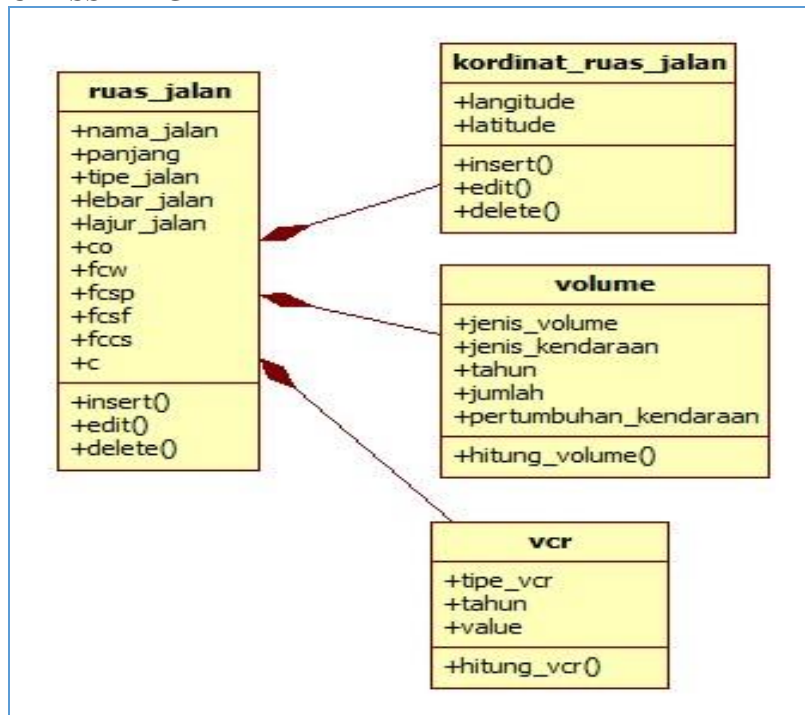 ruas_jalan
+nama_jalan
+panjang
+tipe_jalan
+lebar_jalan
+lajur_jalan
+co
+fcw
+fcsp
+fcsf
+fccs
+c
+insert()
+edit()
+delete()
kordinat_ruas_jalan
+langitude
+latitude
+insert()
+edit()
+delete()
volume
+jenis_volume
+jenis_kendaraan
+tahun
+jumlah
+pertumbuhan_kendaraan
+hitung_volume()
vcr
+tipe_vcr
+tahun
+value
+hitung_vcr()